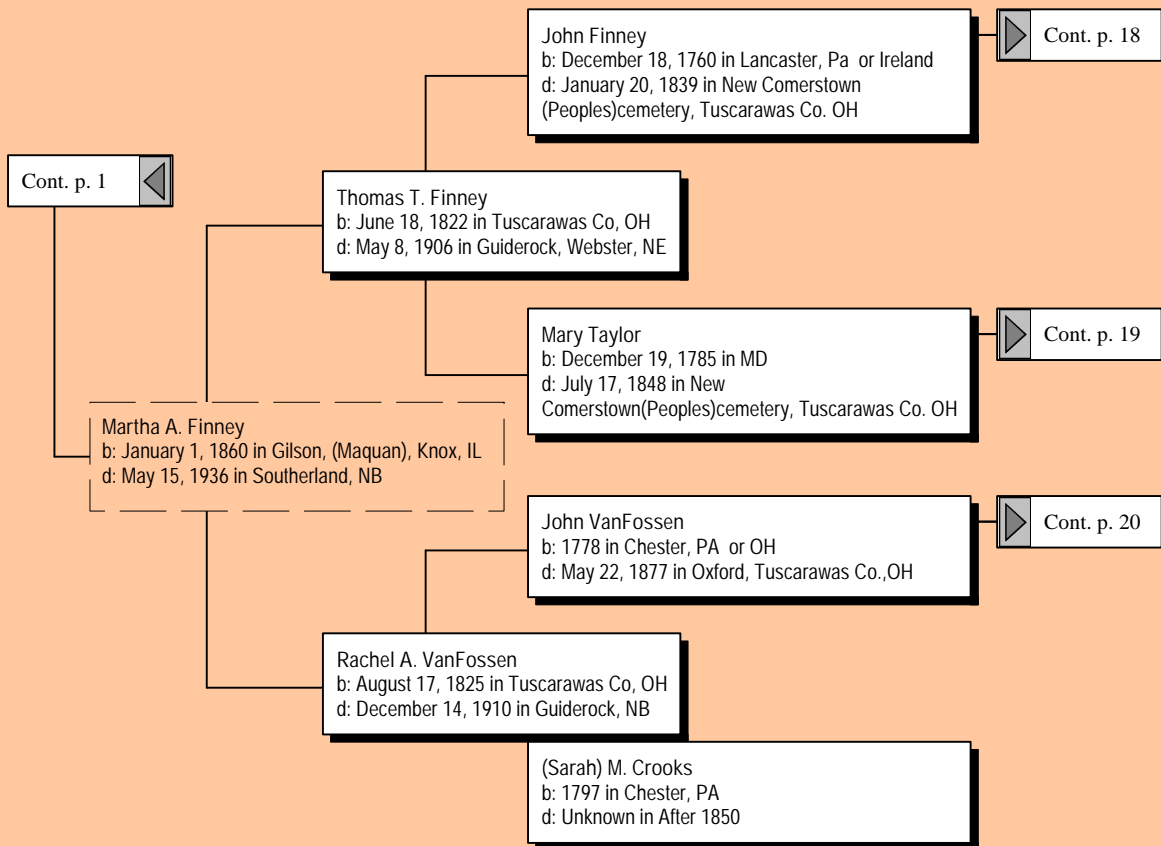 John Finney
b: December 18, 1760 in Lancaster, Pa or Ireland
d: January 20, 1839 in New Comerstown
(Peoples)cemetery, Tuscarawas Co. OH
Cont. p. 18
Cont. p. 1
Thomas T. Finney
b: June 18, 1822 in Tuscarawas Co, OH
d: May 8, 1906 in Guiderock, Webster, NE
Mary Taylor
b: December 19, 1785 in MD
d: July 17, 1848 in New
Comerstown(Peoples)cemetery, Tuscarawas Co. OH
Cont. p. 19
Martha A. Finney
b: January 1, 1860 in Gilson, (Maquan), Knox, IL
d: May 15, 1936 in Southerland, NB
John VanFossen
b: 1778 in Chester, PA or OH
d: May 22, 1877 in Oxford, Tuscarawas Co.,OH
Cont. p. 20
Rachel A. VanFossen
b: August 17, 1825 in Tuscarawas Co, OH
d: December 14, 1910 in Guiderock, NB
(Sarah) M. Crooks
b: 1797 in Chester, PA
d: Unknown in After 1850